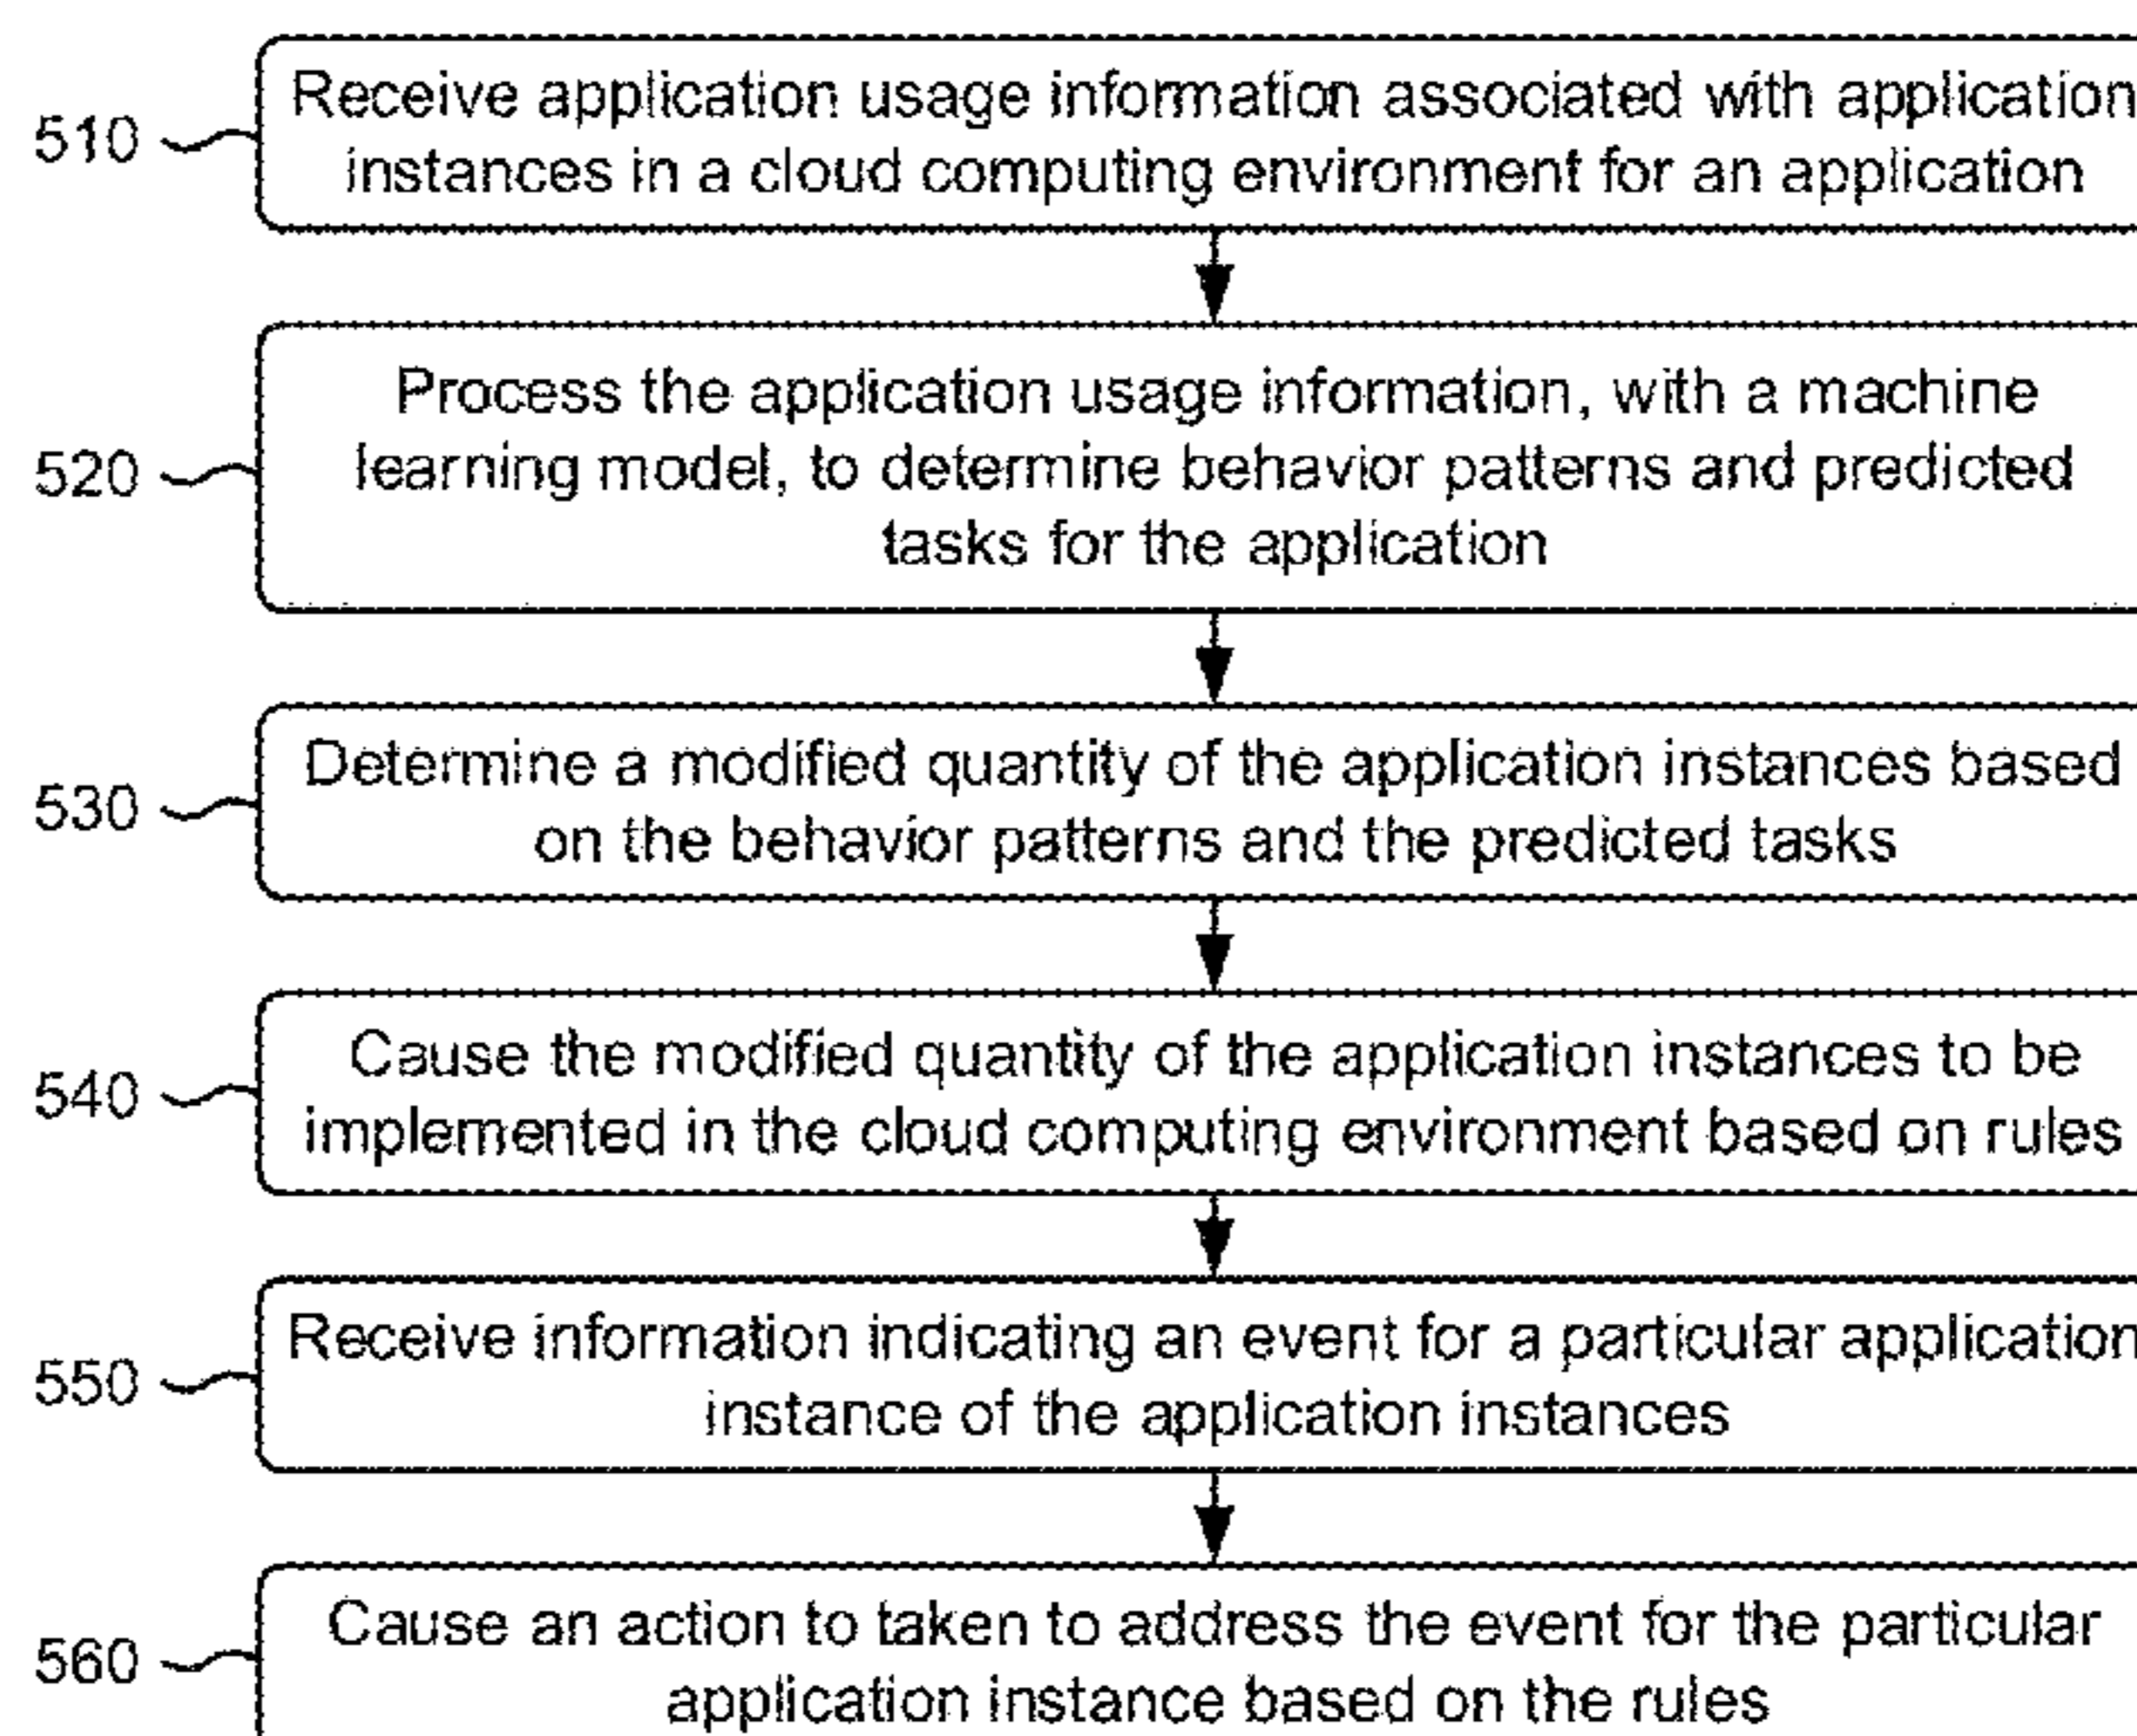 510
Receive application usage information associated with application
instances in a cloud computing environment for an application
520
Process the application usage information, with a machine
learning model, to determine behavior patterns and predicted
tasks for the application
530
Determine a modified quantity of the application instances based
on the behavior patterns and the predicted tasks
540
Cause the modified quantity of the application instances to be
implemented in the cloud computing environment based on rules
550
Receive information indicating an event for a particular application
instance of the application instances
560
Cause an action to taken to address the event for the particular
application instance based on the rules